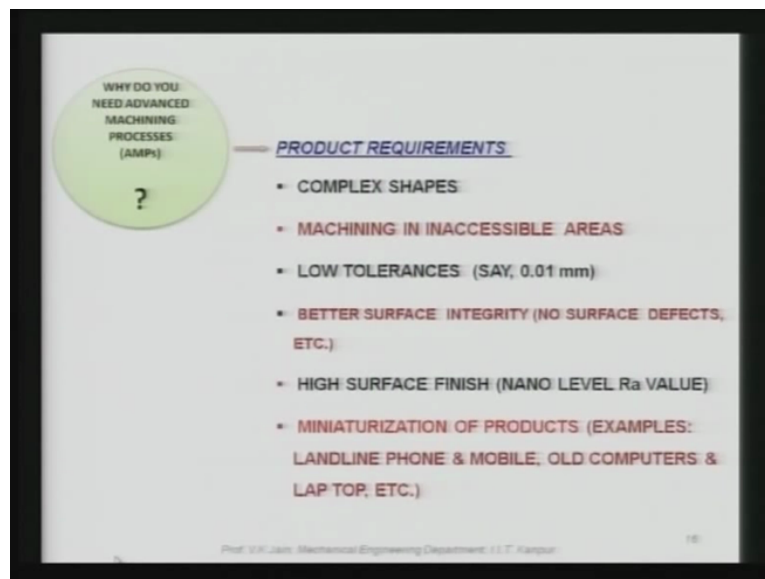 WHY DO YOU
NEED ADVANCED
MACHINING
PROCESSES
(AMPs)
?
PRODUCT REQUIREMENTS
▪ COMPLEX SHAPES
▪ MACHINING IN INACCESSIBLE AREAS
▪ LOW TOLERANCES (SAY, 0.01 mm)
▪ BETTER SURFACE INTEGRITY (NO SURFACE DEFECTS,
ETC.)
▪ HIGH SURFACE FINISH (NANO LEVEL Ra VALUE)
▪ MINIATURIZATION OF PRODUCTS (EXAMPLES:
LANDLINE PHONE & MOBILE, OLD COMPUTERS &
LAP TOP, ETC.)
Prof. V.K.Jain, Mechanical Engineering Department, I.I.T. Kanpur
16